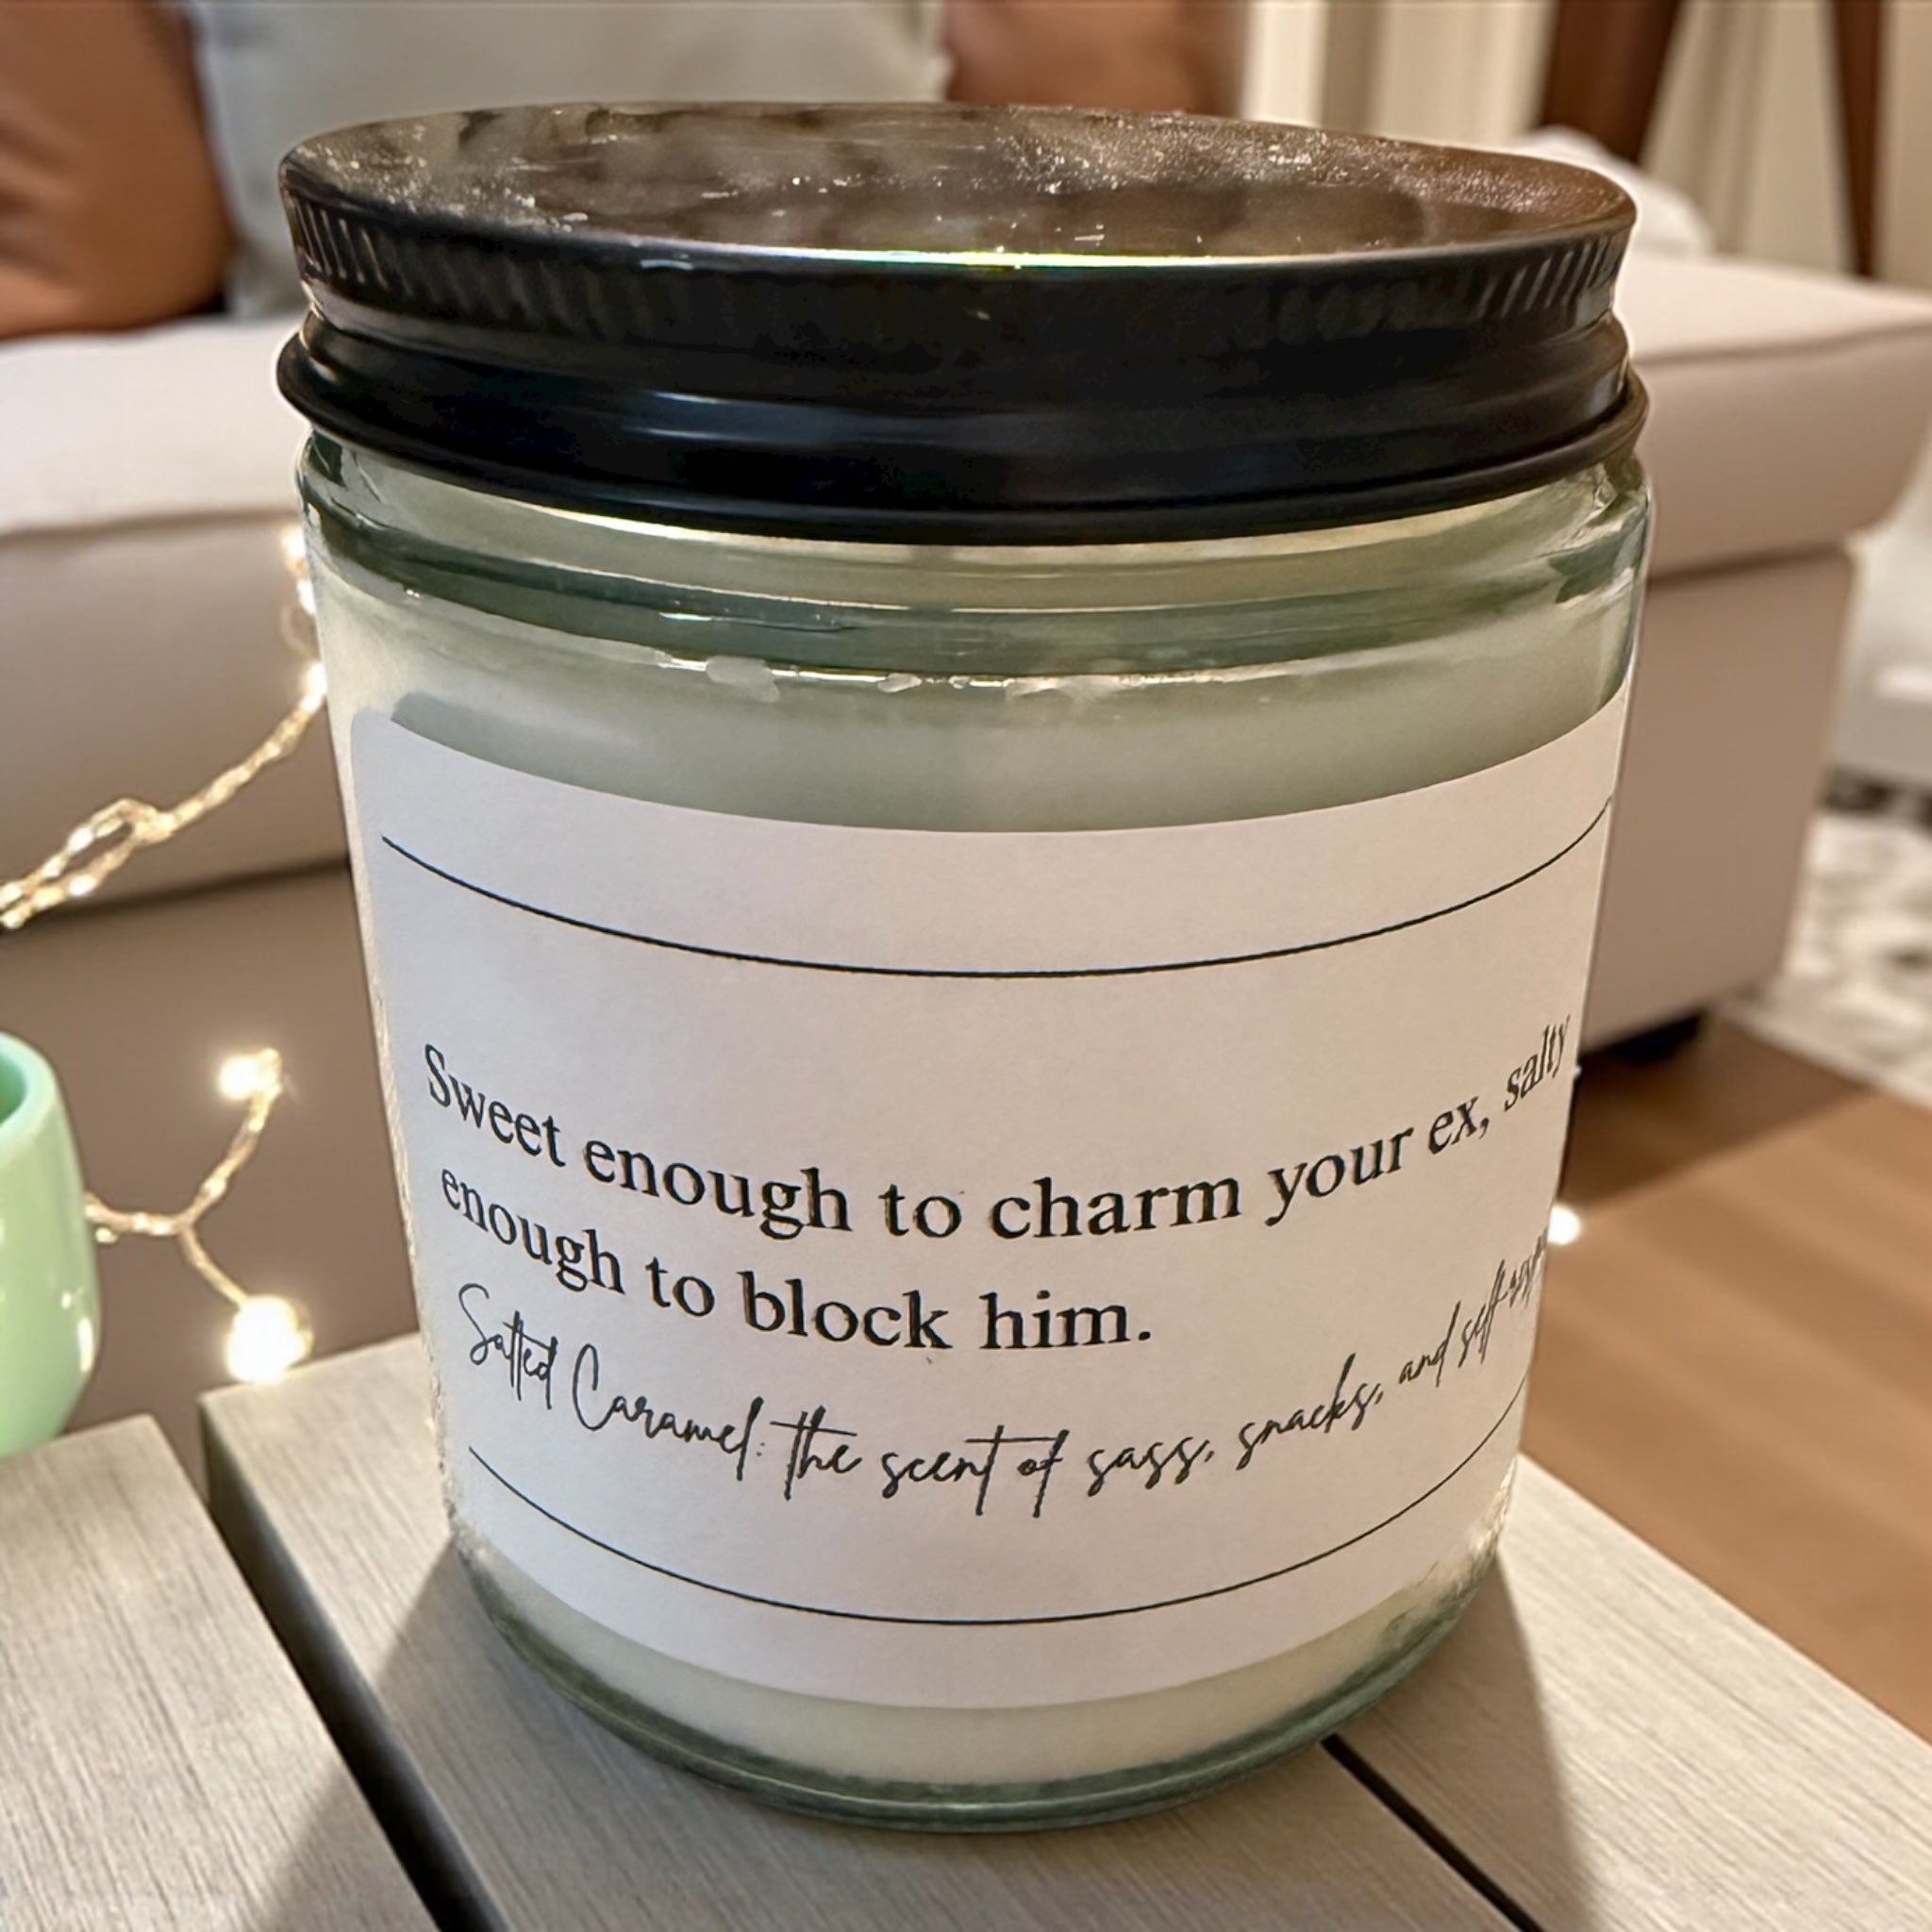 Sweet enough to charm your ex, salty
enough to block him.
Salted Caramel: the scent of sass, snacks, and